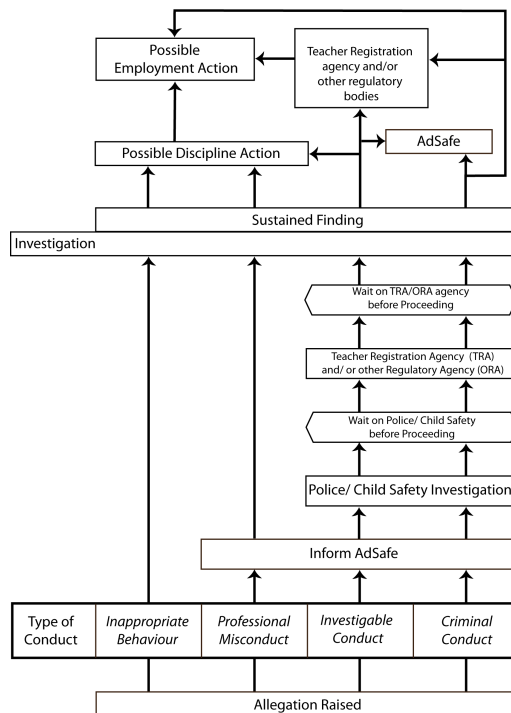 Possible
Employment Action
Teacher Registration
agency and/or
other regulatory
bodies
AdSafe
Possible Discipline Action
Sustained Finding
Investigation
Wait on TRA/ORA agency
before Proceeding
Teacher Registration Agency (TRA)
and/ or other Regulatory Agency (ORA)
Wait on Police/ Child Safety
before Proceeding
Police/ Child Safety Investigation
Inform AdSafe
Type of
Conduct
Inappropriate
Behaviour
Professional
Misconduct
Investigable
Conduct
Criminal
Conduct
Allegation Raised